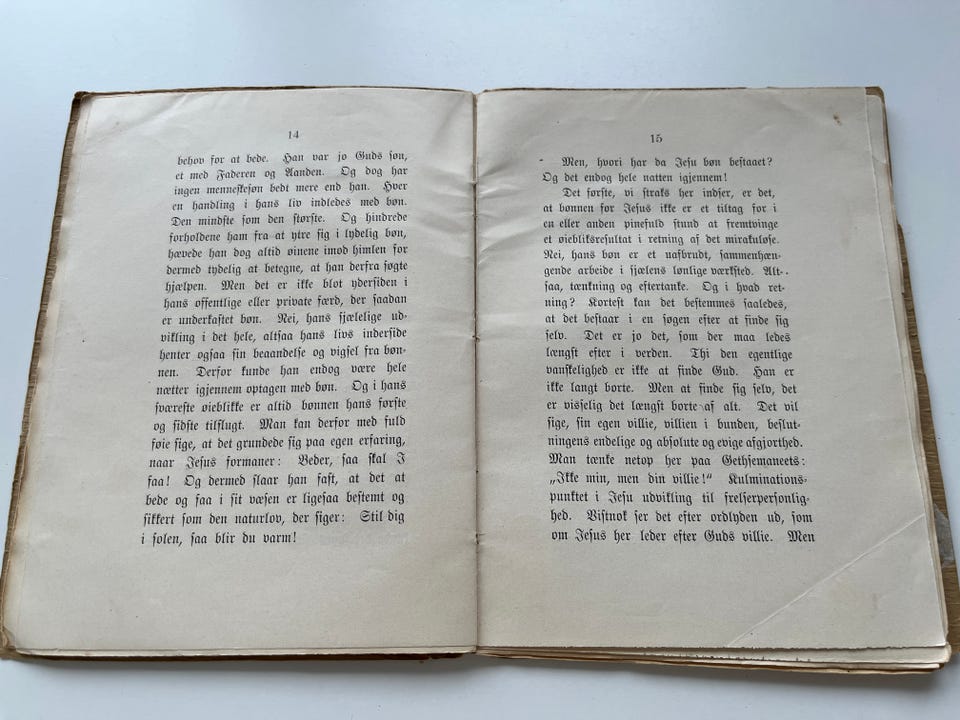 14
behov for at bede. Han var jo Guds søn,
et med Faderen og Aanden. Og dog har
ingen menneskesøn bedt mere end han. Hver
en handling i hans liv indledes med bøn.
Den mindste som den største. Og hindrede
forholdene ham fra at ytre sig i lydelig bøn,
hævede han dog altid øinene imod himlen for
dermed tydelig at betegne, at han derfra søgte
hjælpen. Men det er ikke blot ydersiden i
hans offentlige eller private færd, der saadan
er underkastet bøn. Nei, hans sjælelige ud-
vikling i det hele, altsaa hans livs inderside
henter ogsaa sin beaandelse og vigsel fra bøn-
nen. Derfor kunde han endog være hele
nætter igjennem optagen med bøn. Og i hans
sværeste øieblikke er altid bønnen hans første
og sidste tilflugt. Man kan derfor med fuld
føie sige, at det grundede sig paa egen erfaring,
naar Jesus formaner: Beder, saa skal I
faa! Og dermed slaar han fast, at det at
bede og faa i sit væsen er ligesaa bestemt og
sikkert som den naturlov, der siger: Stil dig
i solen, saa blir du varm!
15
Men, hvori har da Jesu bøn bestaaet?
Og det endog hele natten igjennem!
Det første, vi straks her indser, er det,
at bønnen for Jesus ikke er et tiltag for i
en eller anden pinefuld stund at fremtvinge
et øiebliksresultat i retning af det mirakuløse.
Nei, hans bøn er et uafbrudt, sammenhæn-
gende arbeide i sjælens lønlige værksted. Alt-
saa, tænkning og eftertanke. Og i hvad ret-
ning? Kortest kan det bestemmes saaledes,
at det bestaar i en søgen efter at finde sig
selv. Det er jo det, som der maa ledes
længst efter i verden. Thi den egentlige
vanskelighed er ikke at finde Gud. Han er
ikke langt borte. Men at finde sig selv, det
er visselig det længst borte af alt. Det vil
sige, sin egen villie, villien i bunden, beslut-
ningens endelige og absolute og evige afgjorthed.
Man tænke netop her paa Gethsemaneets:
„Ikke min, men din villie!“ Kulminations-
punktet i Jesu udvikling til frelserpersonlig-
hed. Vistnok ser det efter ordlyden ud, som
om Jesus her leder efter Guds villie. Men